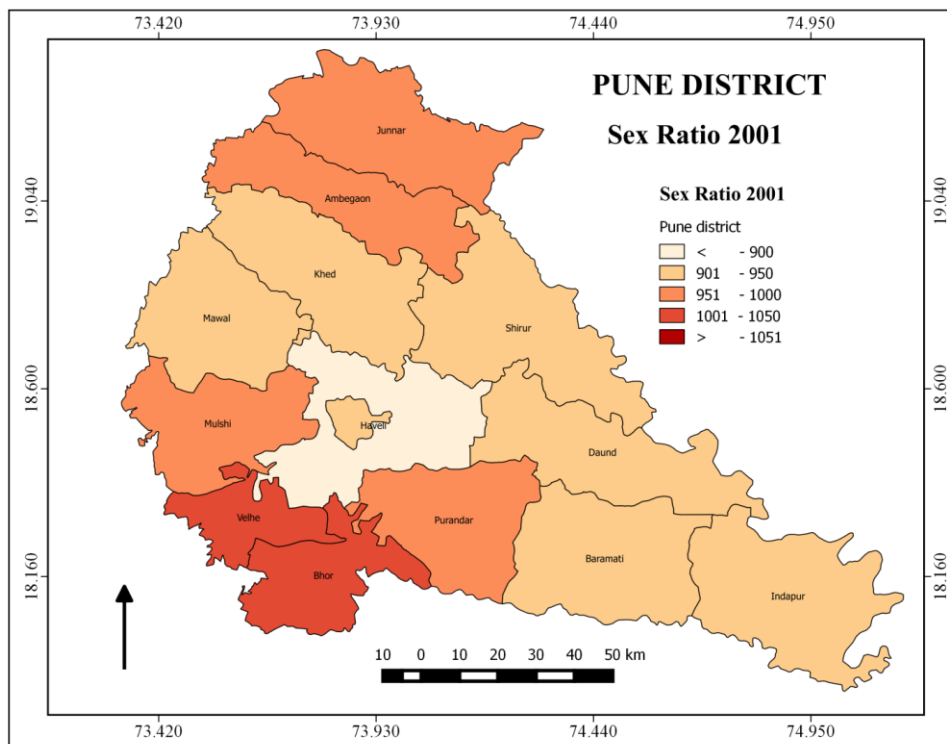 73.420 73.930 74.440 74.950
PUNE DISTRICT
Sex Ratio 2001
Sex Ratio 2001
Pune district
< - 900
901 - 950
951 - 1000
1001 - 1050
> - 1051
19.040 19.040
18.600 18.600
18.160 18.160
Junnar
Ambegaon
Khed
Mawal
Shirur
Mulshi
Haveli
Daund
Velhe
Purandar
Baramati
Bhor
Indapur
10 0 10 20 30 40 50 km
73.420 73.930 74.440 74.950